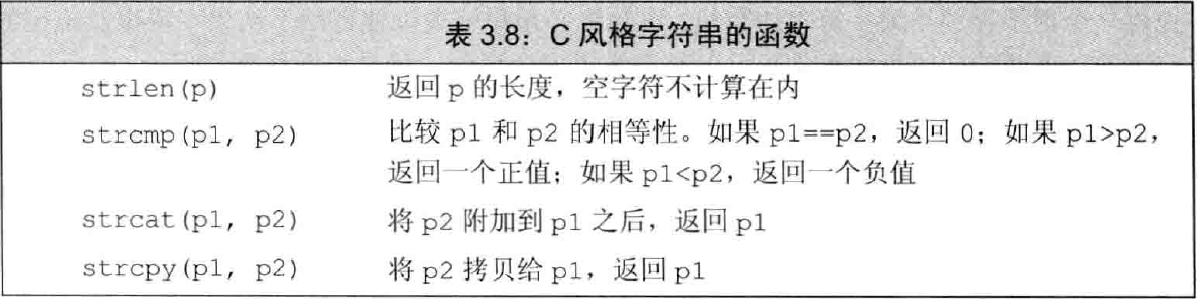 表 3.8：C 风格字符串的函数
strlen(p) 返回 p 的长度，空字符不计算在内
strcmp(p1, p2) 比较 p1 和 p2 的相等性。如果 p1==p2，返回 0；如果 p1>p2，
返回一个正值；如果 p1<p2，返回一个负值
strcat(p1, p2) 将 p2 附加到 p1 之后，返回 p1
strcpy(p1, p2) 将 p2 拷贝给 p1，返回 p1